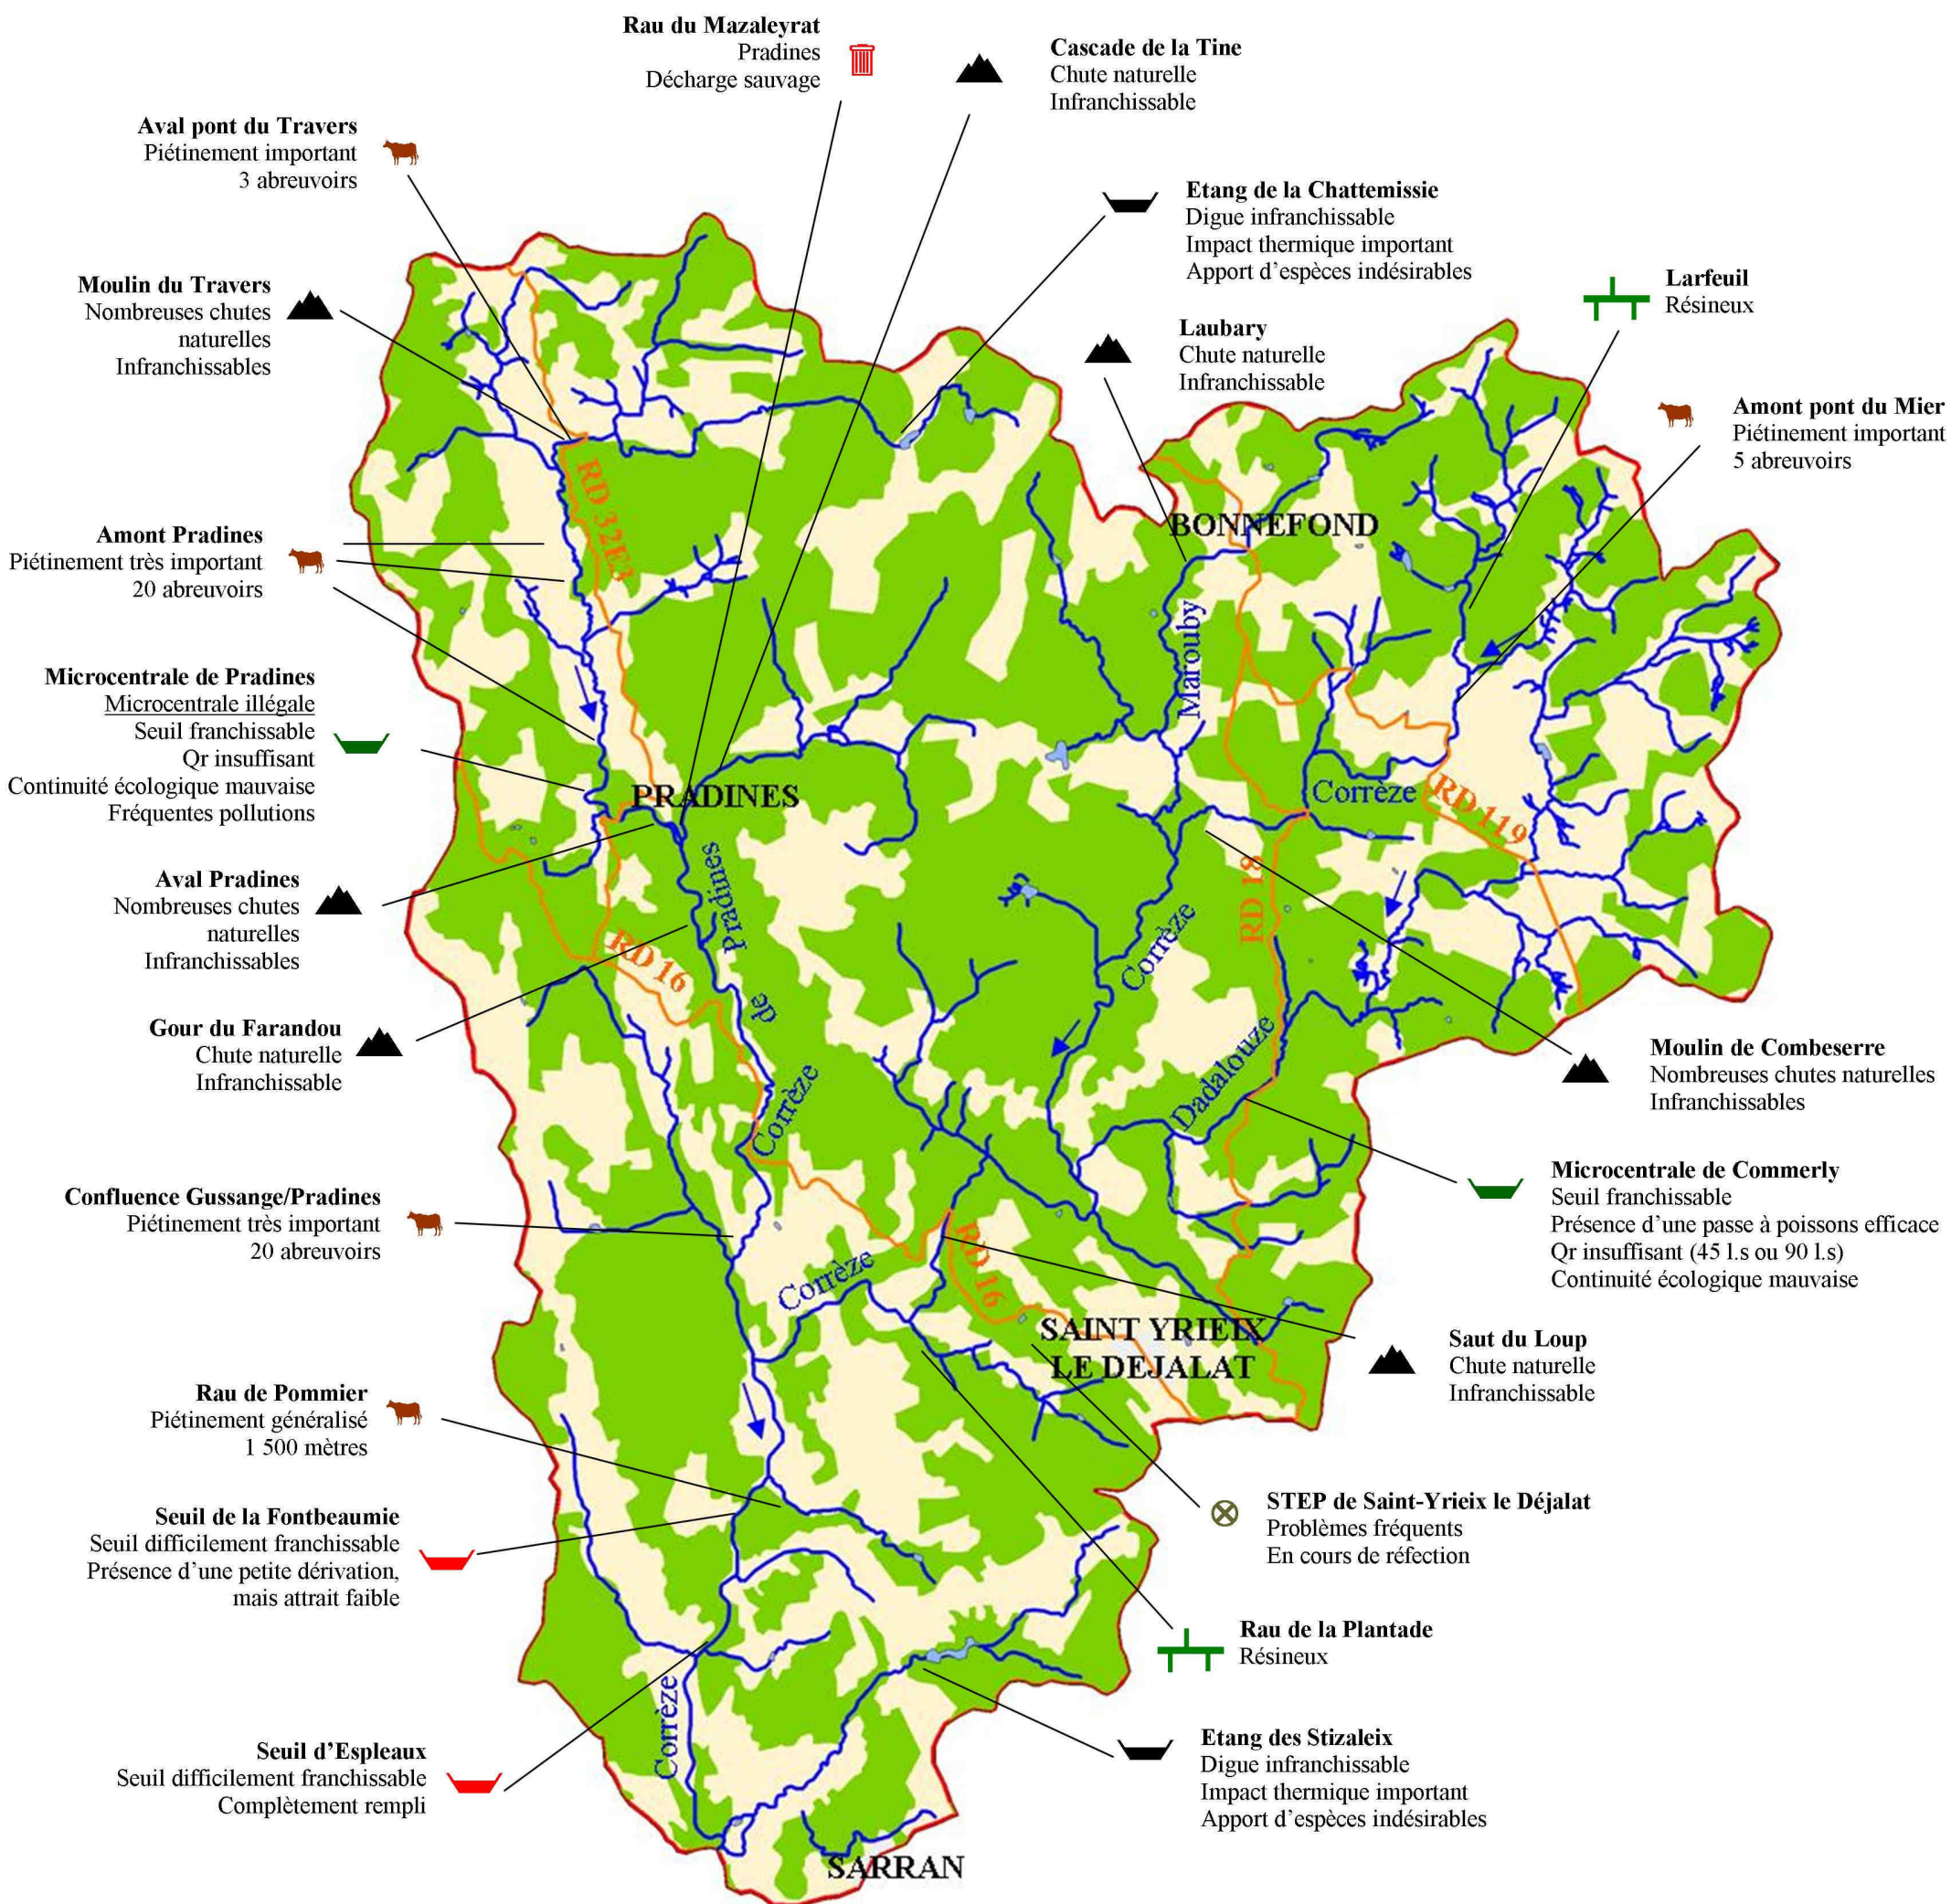 Rau du Mazaleyrat
Pradines
Décharge sauvage
Cascade de la Tine
Chute naturelle
Infranchissable
Aval pont du Travers
Piétinement important
3 abreuvoirs
Etang de la Chattemissie
Digue infranchissable
Impact thermique important
Apport d’espèces indésirables
Moulin du Travers
Nombreuses chutes
naturelles
Infranchissables
Larfeuil
Résineux
Laubary
Chute naturelle
Infranchissable
Amont pont du Mier
Piétinement important
5 abreuvoirs
RD 32E3
BONNEFOND
Amont Pradines
Piétinement très important
20 abreuvoirs
Marouby
Microcentrale de Pradines
Microcentrale illégale
Seuil franchissable
Qr insuffisant
Continuité écologique mauvaise
Fréquentes pollutions
PRADINES
Corrèze
RD 119
Aval Pradines
Nombreuses chutes
naturelles
Infranchissables
Corrèze de Pradines
RD 18
RD 16
Corrèze
Gour du Farandou
Chute naturelle
Infranchissable
Dadalouze
Moulin de Combeserre
Nombreuses chutes naturelles
Infranchissables
Microcentrale de Commerly
Seuil franchissable
Présence d’une passe à poissons efficace
Qr insuffisant (45 l.s ou 90 l.s)
Continuité écologique mauvaise
Confluence Gussange/Pradines
Piétinement très important
20 abreuvoirs
Corrèze
RD 16
SAINT YRIEIX
LE DEJALAT
Saut du Loup
Chute naturelle
Infranchissable
Rau de Pommier
Piétinement généralisé
1 500 mètres
STEP de Saint-Yrieix le Déjalat
Problèmes fréquents
En cours de réfection
Seuil de la Fontbeaumie
Seuil difficilement franchissable
Présence d’une petite dérivation,
mais attrait faible
Rau de la Plantade
Résineux
Corrèze
Etang des Stizaleix
Digue infranchissable
Impact thermique important
Apport d’espèces indésirables
Seuil d’Espleaux
Seuil difficilement franchissable
Complètement rempli
SARRAN